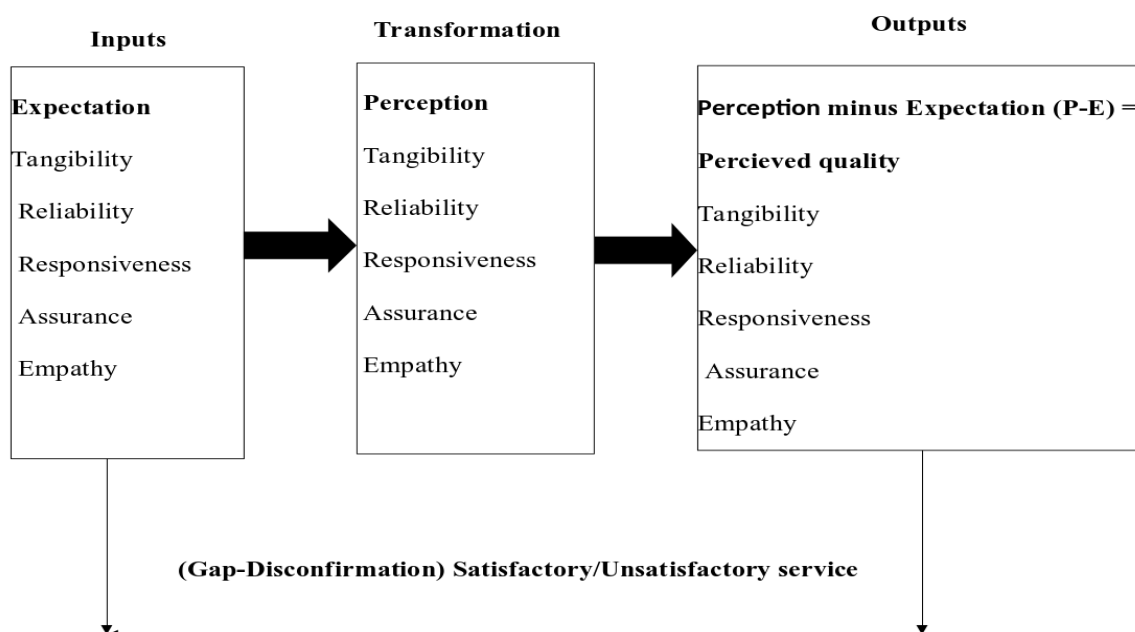 Inputs
Transformation
Outputs
Expectation
Tangibility
Reliability
Responsiveness
Assurance
Empathy
Perception
Tangibility
Reliability
Responsiveness
Assurance
Empathy
Perception minus Expectation (P-E) =
Percieved quality
Tangibility
Reliability
Responsiveness
Assurance
Empathy
(Gap-Disconfirmation) Satisfactory/Unsatisfactory service